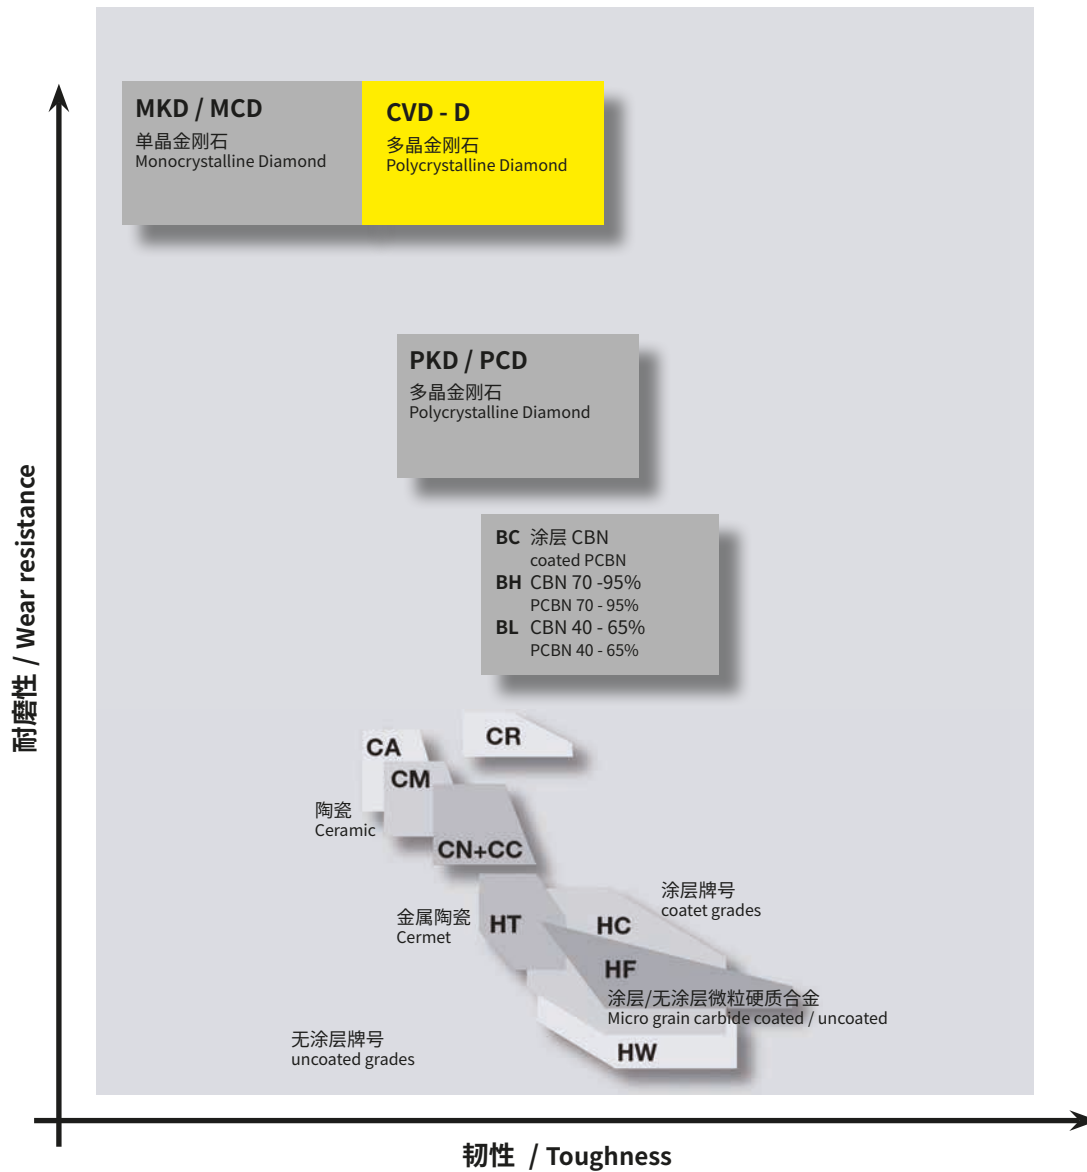 MKD / MCD
单晶金刚石
Monocrystalline Diamond
CVD - D
多晶金刚石
Polycrystalline Diamond
PKD / PCD
多晶金刚石
Polycrystalline Diamond
BC 涂层 CBN
coated PCBN
BH CBN 70 -95%
PCBN 70 - 95%
BL CBN 40 - 65%
PCBN 40 - 65%
耐磨性 / Wear resistance
CR
CA
CM
陶瓷
Ceramic
CN+CC
涂层牌号
coatet grades
金属陶瓷
Cermet
HT
HC
HF
涂层/无涂层微粒硬质合金
Micro grain carbide coated / uncoated
无涂层牌号
uncoated grades
HW
韧性 / Toughness